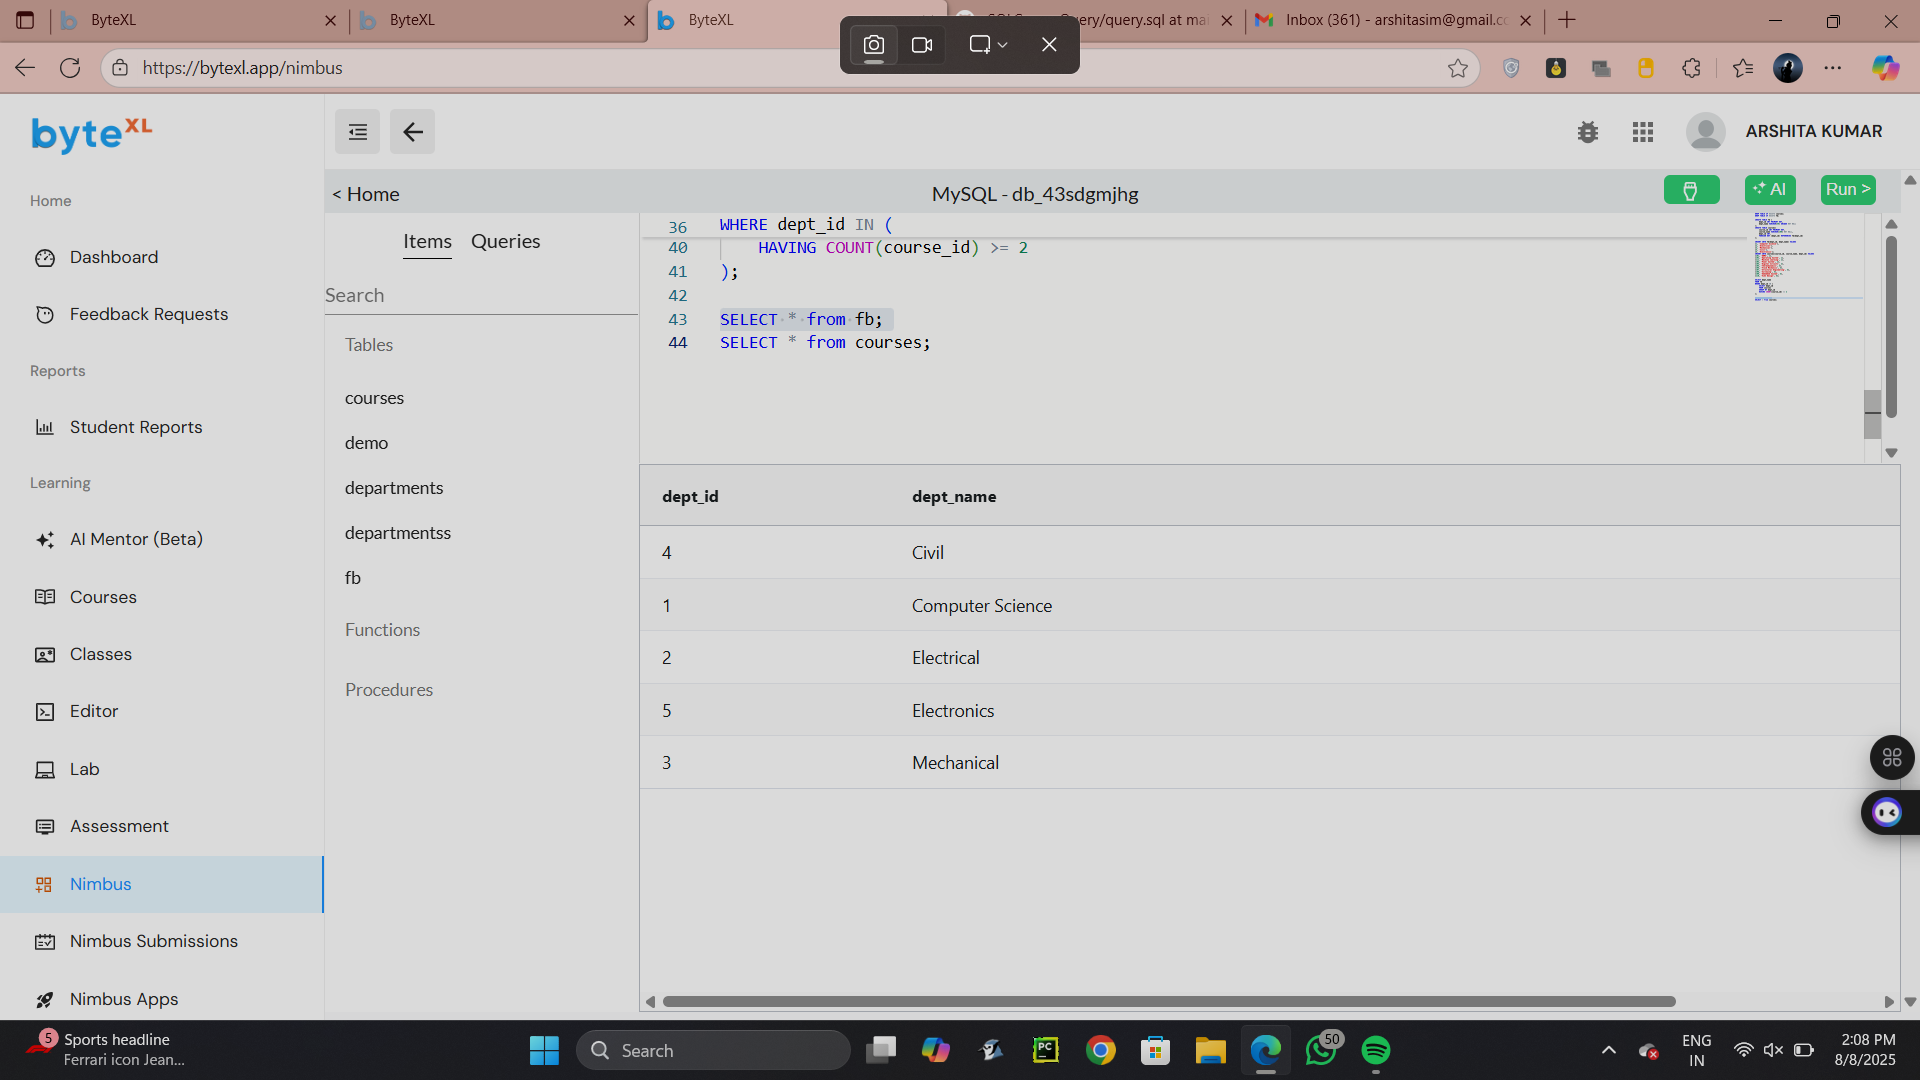 ByteXL
ByteXL
ByteXL
ery/query.sql at mai
Inbox (361) - arshitasim@gmail.co
https://bytexl.app/nimbus
byteXL
ARSHITA KUMAR
Home
Dashboard
Feedback Requests
Reports
Student Reports
Learning
AI Mentor (Beta)
Courses
Classes
Editor
Lab
Assessment
Nimbus
Nimbus Submissions
Nimbus Apps
< Home
MySQL - db_43sdgmjhg
AI
Run >
Items Queries
Search
Tables
courses
demo
departments
departmentss
fb
Functions
Procedures
36 WHERE dept_id IN (
40 HAVING COUNT(course_id) >= 2
41 );
42
43 SELECT * from fb;
44 SELECT * from courses;
dept_id dept_name
4 Civil
1 Computer Science
2 Electrical
5 Electronics
3 Mechanical
5
Sports headline
Ferrari icon Jean...
Search
PC
50
ENG
IN
2:08 PM
8/8/2025